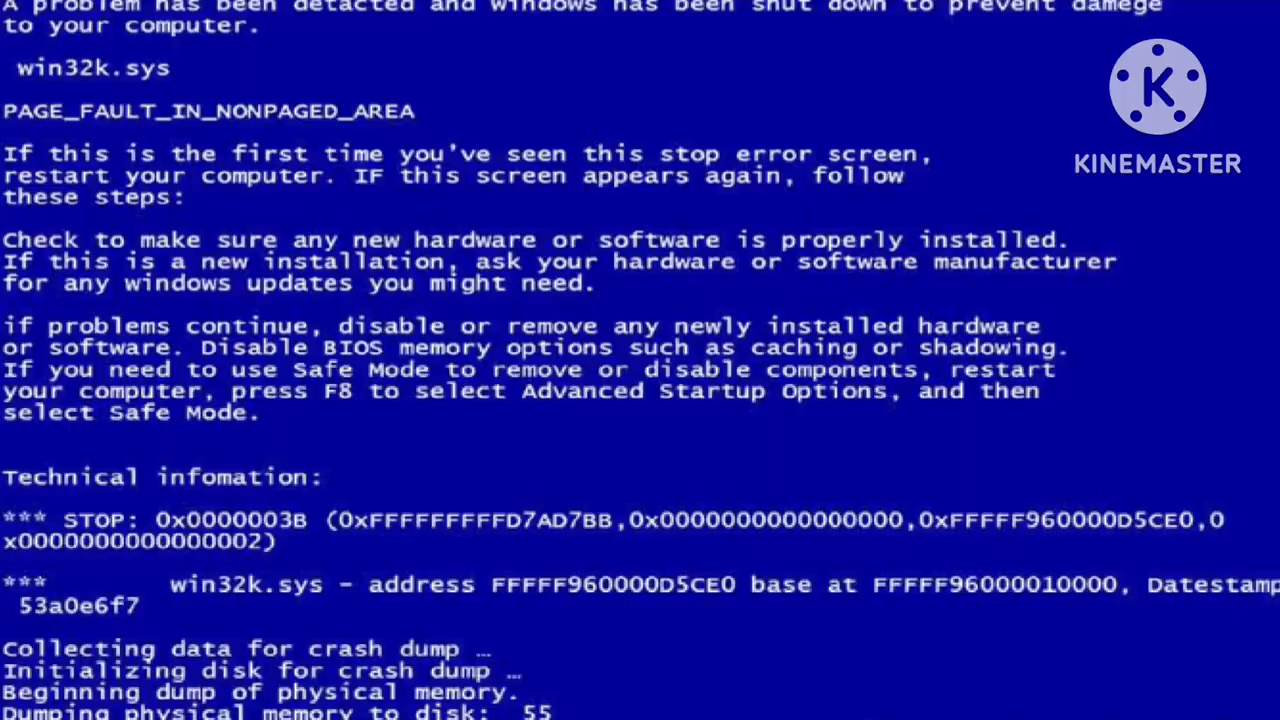 A problem has been detected and windows has been shut down to prevent damege
to your computer.
win32k.sys
PAGE_FAULT_IN_NONPAGED_AREA
If this is the first time you've seen this stop error screen,
restart your computer. IF this screen appears again, follow
these steps:
Check to make sure any new hardware or software is properly installed.
If this is a new installation, ask your hardware or software manufacturer
for any windows updates you might need.
if problems continue, disable or remove any newly installed hardware
or software. Disable BIOS memory options such as caching or shadowing.
If you need to use Safe Mode to remove or disable components, restart
your computer, press F8 to select Advanced Startup Options, and then
select Safe Mode.
Technical infomation:
*** STOP: 0x0000003B (0xFFFFFFFFFD7AD7BB,0x0000000000000000,0xFFFFF960000D5CE0,0
x0000000000000002)
*** win32k.sys – address FFFFF960000D5CE0 base at FFFFF96000010000, Datestamp
53a0e6f7
Collecting data for crash dump …
Initializing disk for crash dump …
Beginning dump of physical memory.
Dumping physical memory to disk: 55
K
KINEMASTER